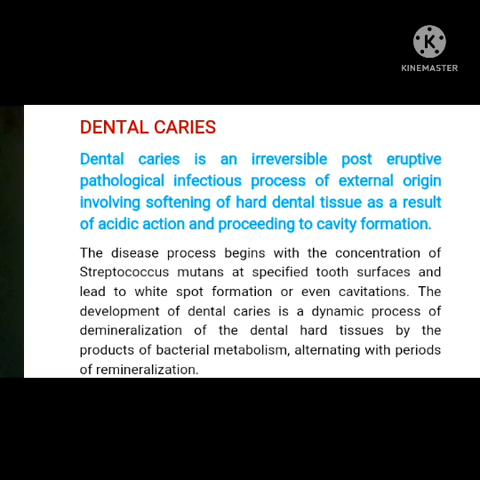 K
KINEMASTER
DENTAL CARIES
Dental caries is an irreversible post eruptive
pathological infectious process of external origin
involving softening of hard dental tissue as a result
of acidic action and proceeding to cavity formation.
The disease process begins with the concentration of
Streptococcus mutans at specified tooth surfaces and
lead to white spot formation or even cavitations. The
development of dental caries is a dynamic process of
demineralization of the dental hard tissues by the
products of bacterial metabolism, alternating with periods
of remineralization.